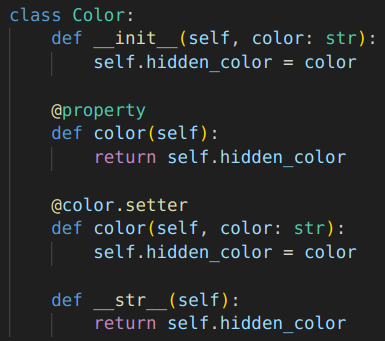 class Color:
    def __init__(self, color: str):
        self.hidden_color = color

    @property
    def color(self):
        return self.hidden_color

    @color.setter
    def color(self, color: str):
        self.hidden_color = color

    def __str__(self):
        return self.hidden_color